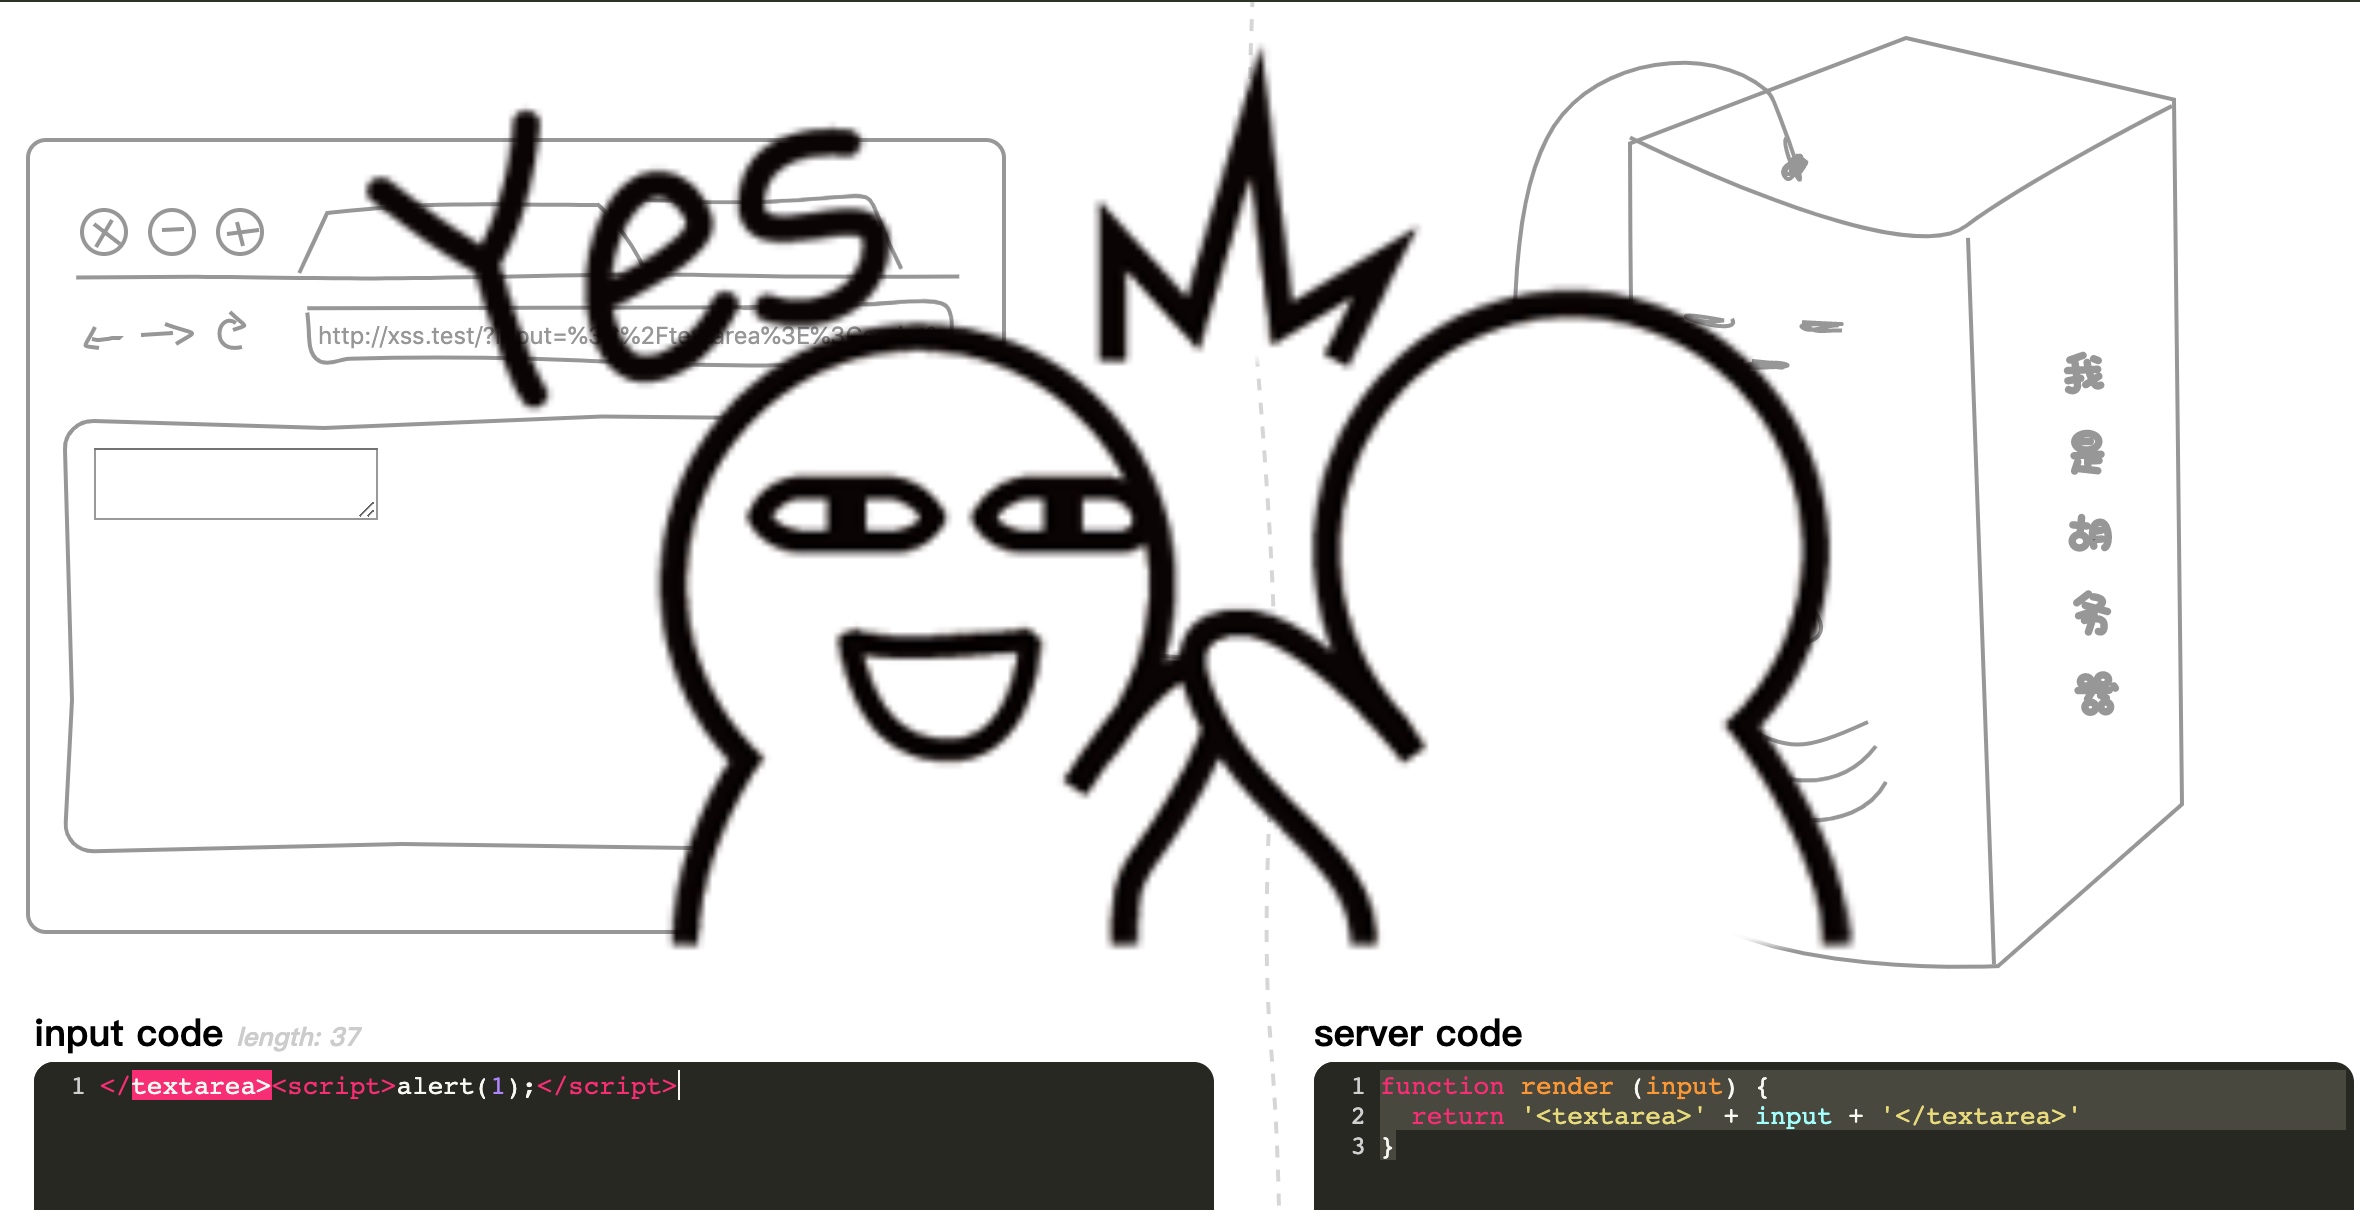 Yes
http://xss.test/?
我
是
胡
务
器
input code length: 37
server code
1 </textarea><script>alert(1);</script>
1 function render (input) {
2 return '<textarea>' + input + '</textarea>'
3 }